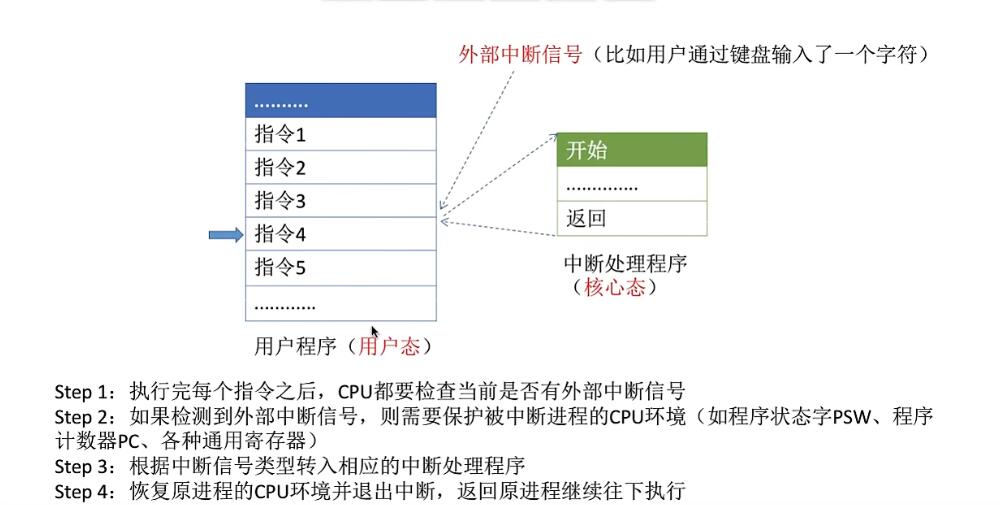 外部中断信号（比如用户通过键盘输入了一个字符）
..........
指令1
指令2
指令3
指令4
指令5
............
用户程序（用户态）
开始
..............
返回
中断处理程序
（核心态）
Step 1：执行完每个指令之后，CPU都要检查当前是否有外部中断信号
Step 2：如果检测到外部中断信号，则需要保护被中断进程的CPU环境（如程序状态字PSW、程序
计数器PC、各种通用寄存器）
Step 3：根据中断信号类型转入相应的中断处理程序
Step 4：恢复原进程的CPU环境并退出中断，返回原进程继续往下执行